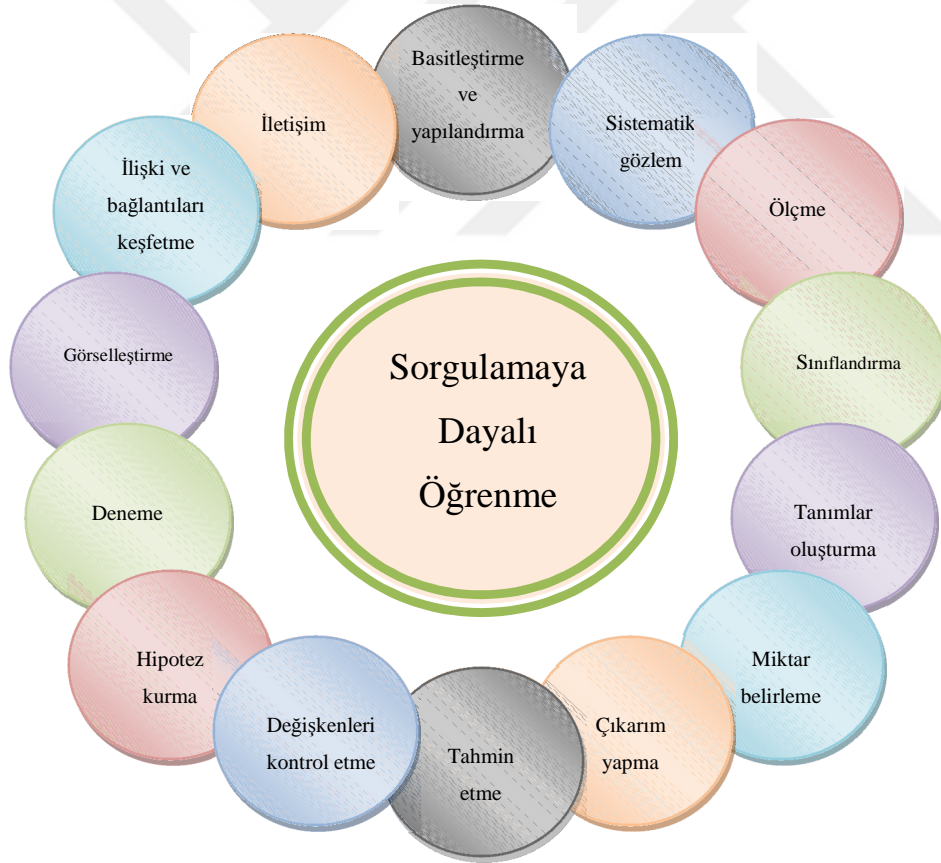 Basitleştirme
ve
yapılandırma
Sistematik
gözlem
Ölçme
Sınıflandırma
Tanımlar
oluşturma
Miktar
belirleme
Çıkarım
yapma
Tahmin
etme
Değişkenleri
kontrol etme
Hipotez
kurma
Deneme
Görselleştirme
İlişki ve
bağlantıları
keşfetme
İletişim
Sorgulamaya
Dayalı
Öğrenme